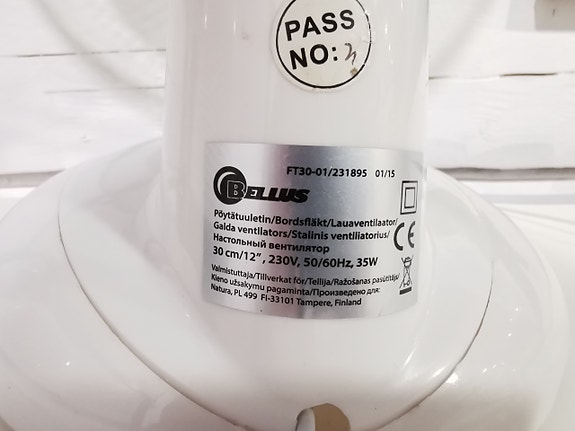 PASS
NO: 3
FT30-01/231895 01/15
BELLUS
Pöytätuuletin/Bordsfläkt/Lauaventilaator/
Galda ventilators/Stalinis ventiliatorius/
Настольный вентилятор
30 cm/12", 230V, 50/60Hz, 35W
CE
Valmistuttaja/Tillverkat för/Tellija/Ražošanas pasūtītājs/
Kieno užsakymu pagaminta/Произведено для:
Natura, PL 499 FI-33101 Tampere, Finland